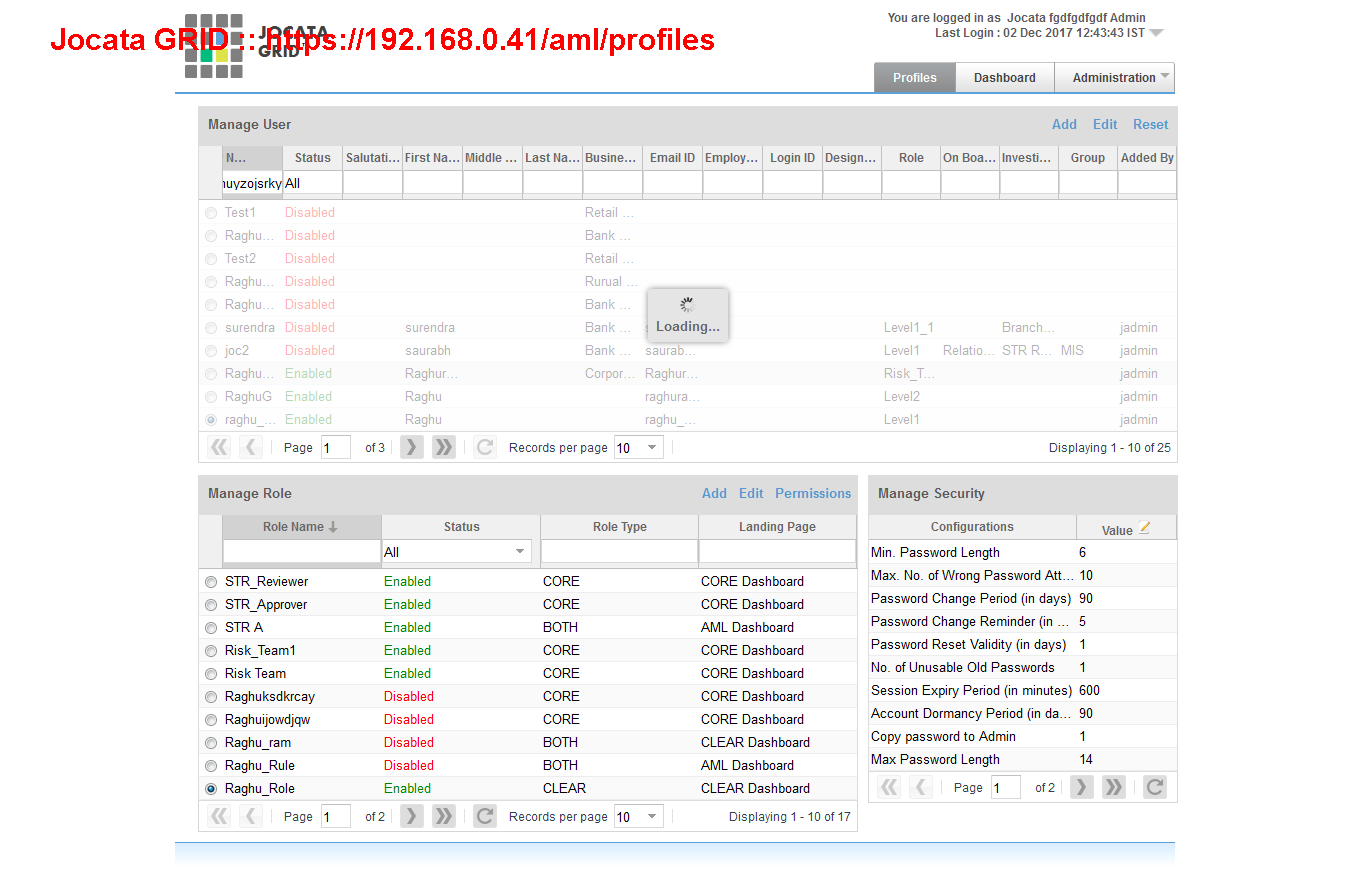 You are logged in as Jocata fgdfgdfgdf Admin
Last Login : 02 Dec 2017 12:43:43 IST
JOCATA
GRID
Jocata GRID :: https://192.168.0.41/aml/profiles
Profiles Dashboard Administration
Manage User Add Edit Reset
N... Status Salutati... First Na... Middle ... Last Na... Busine... Email ID Employ... Login ID Design... Role On Boa... Investi... Group Added By
uyzojsrky All
Test1 Disabled Retail ...
Raghu... Disabled Bank ...
Test2 Disabled Retail ...
Raghu... Disabled Rurual ...
Raghu... Disabled Bank ...
surendra Disabled surendra Bank ... Level1_1 Branch... jadmin
joc2 Disabled saurabh Bank ... saurab... Level1 Relatio... STR R... MIS jadmin
Raghu... Enabled Raghur... Corpor... Raghur... Risk_T... jadmin
RaghuG Enabled Raghu raghura... Level2 jadmin
raghu_... Enabled Raghu raghu_... Level1 jadmin
Loading...
Page 1 of 3 Records per page 10 Displaying 1 - 10 of 25
Manage Role Add Edit Permissions
Role Name Status Role Type Landing Page
All
STR_Reviewer Enabled CORE CORE Dashboard
STR_Approver Enabled CORE CORE Dashboard
STR A Enabled BOTH AML Dashboard
Risk_Team1 Enabled CORE CORE Dashboard
Risk Team Enabled CORE CORE Dashboard
Raghuksdkrcay Disabled CORE CORE Dashboard
Raghuijowdjqw Disabled CORE CORE Dashboard
Raghu_ram Disabled BOTH CLEAR Dashboard
Raghu_Rule Disabled BOTH AML Dashboard
Raghu_Role Enabled CLEAR CLEAR Dashboard
Page 1 of 2 Records per page 10 Displaying 1 - 10 of 17
Manage Security
Configurations Value
Min. Password Length 6
Max. No. of Wrong Password Att... 10
Password Change Period (in days) 90
Password Change Reminder (in ... 5
Password Reset Validity (in days) 1
No. of Unusable Old Passwords 1
Session Expiry Period (in minutes) 600
Account Dormancy Period (in da... 90
Copy password to Admin 1
Max Password Length 14
Page 1 of 2